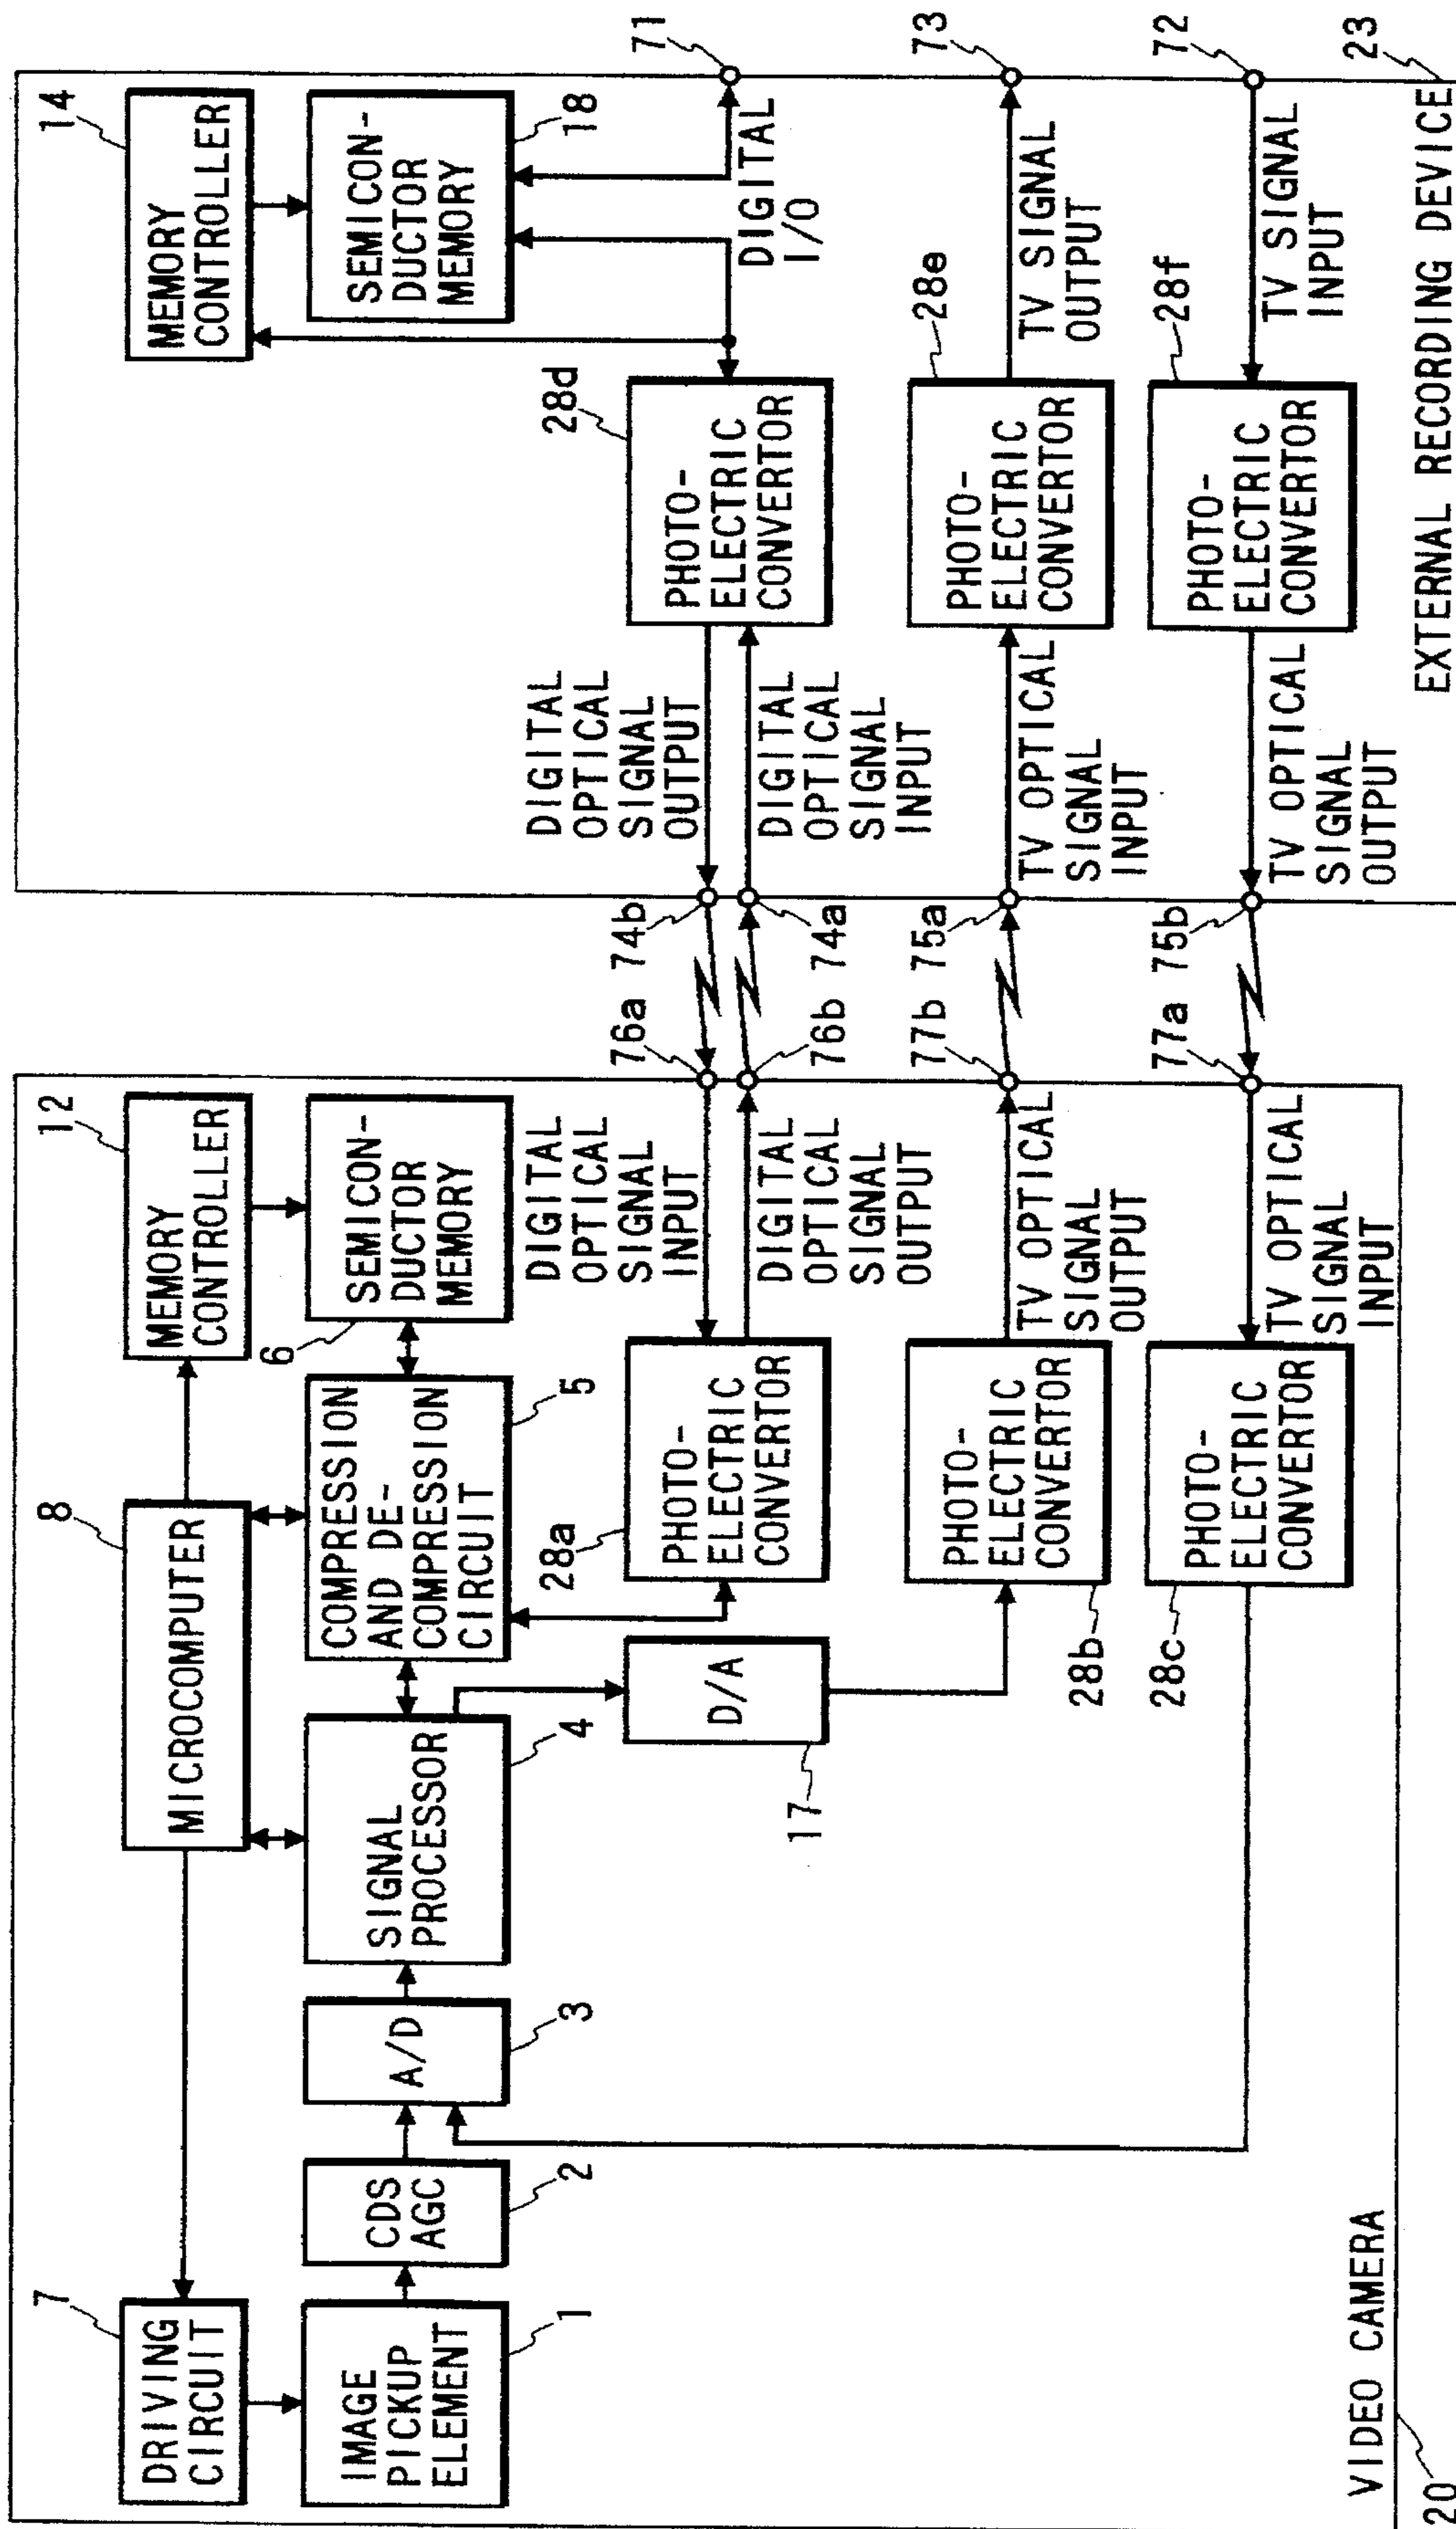 7
DRIVING
CIRCUIT
8
MICROCOMPUTER
12
MEMORY
CONTROLLER
IMAGE
PICKUP
ELEMENT
1
CDS
AGC
2
A/D
3
SIGNAL
PROCESSOR
4
COMPRESSION
AND DE-
COMPRESSION
CIRCUIT
5
SEMICON-
DUCTOR
MEMORY
6
D/A
17
28a
PHOTO-
ELECTRIC
CONVERTOR
DIGITAL
OPTICAL
SIGNAL
INPUT
DIGITAL
OPTICAL
SIGNAL
OUTPUT
PHOTO-
ELECTRIC
CONVERTOR
28b
TV OPTICAL
SIGNAL
OUTPUT
28c
PHOTO-
ELECTRIC
CONVERTOR
TV OPTICAL
SIGNAL
INPUT
VIDEO CAMERA
20
76a
74b
76b
74a
77b
75a
77a
75b
14
MEMORY
CONTROLLER
SEMICON-
DUCTOR
MEMORY
18
DIGITAL
OPTICAL
SIGNAL
OUTPUT
DIGITAL
OPTICAL
SIGNAL
INPUT
28d
PHOTO-
ELECTRIC
CONVERTOR
DIGITAL
I/O
71
TV OPTICAL
SIGNAL
INPUT
PHOTO-
ELECTRIC
CONVERTOR
28e
TV SIGNAL
OUTPUT
73
TV OPTICAL
SIGNAL
OUTPUT
PHOTO-
ELECTRIC
CONVERTOR
28f
TV SIGNAL
INPUT
72
EXTERNAL RECORDING DEVICE
23